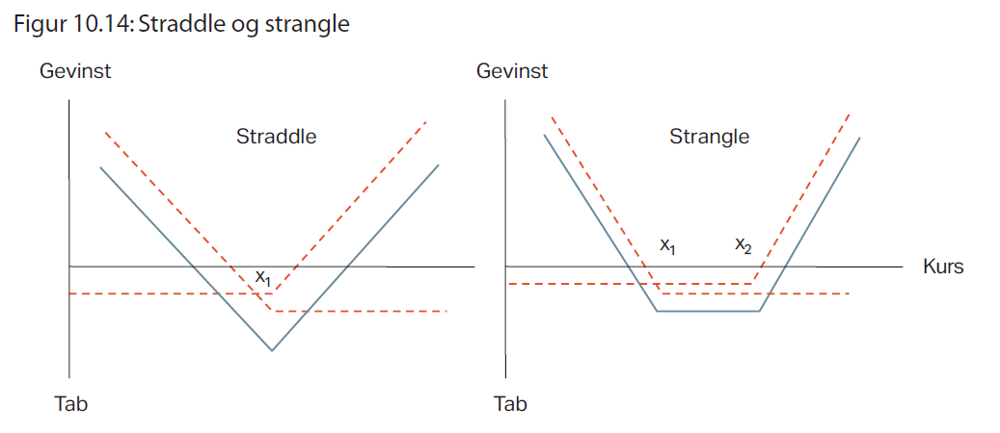 Figur 10.14: Straddle og strangle
Gevinst
Straddle
x1
Tab
Gevinst
Strangle
x1
x2
Kurs
Tab